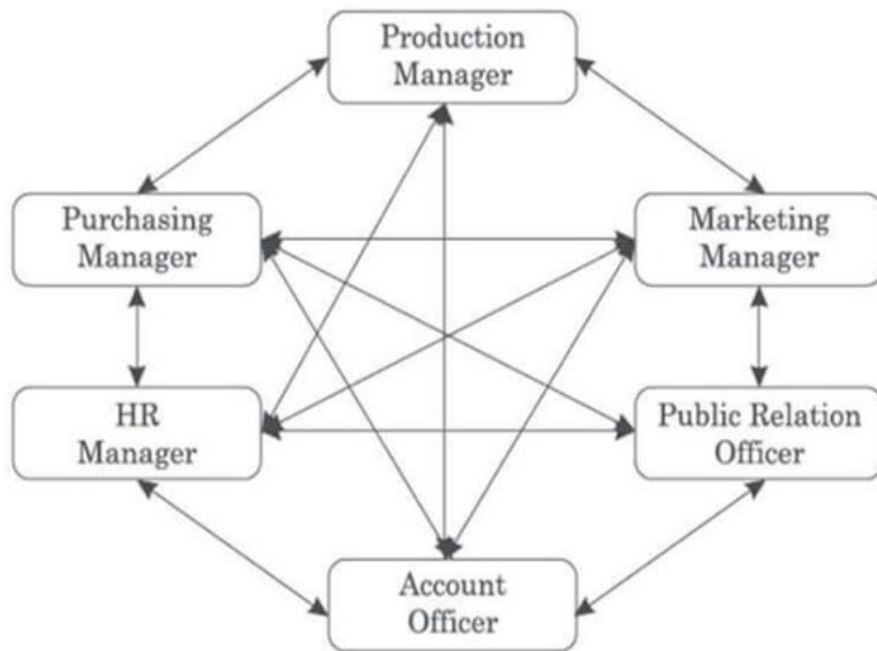 Production
Manager
Purchasing
Manager
Marketing
Manager
HR
Manager
Public Relation
Officer
Account
Officer